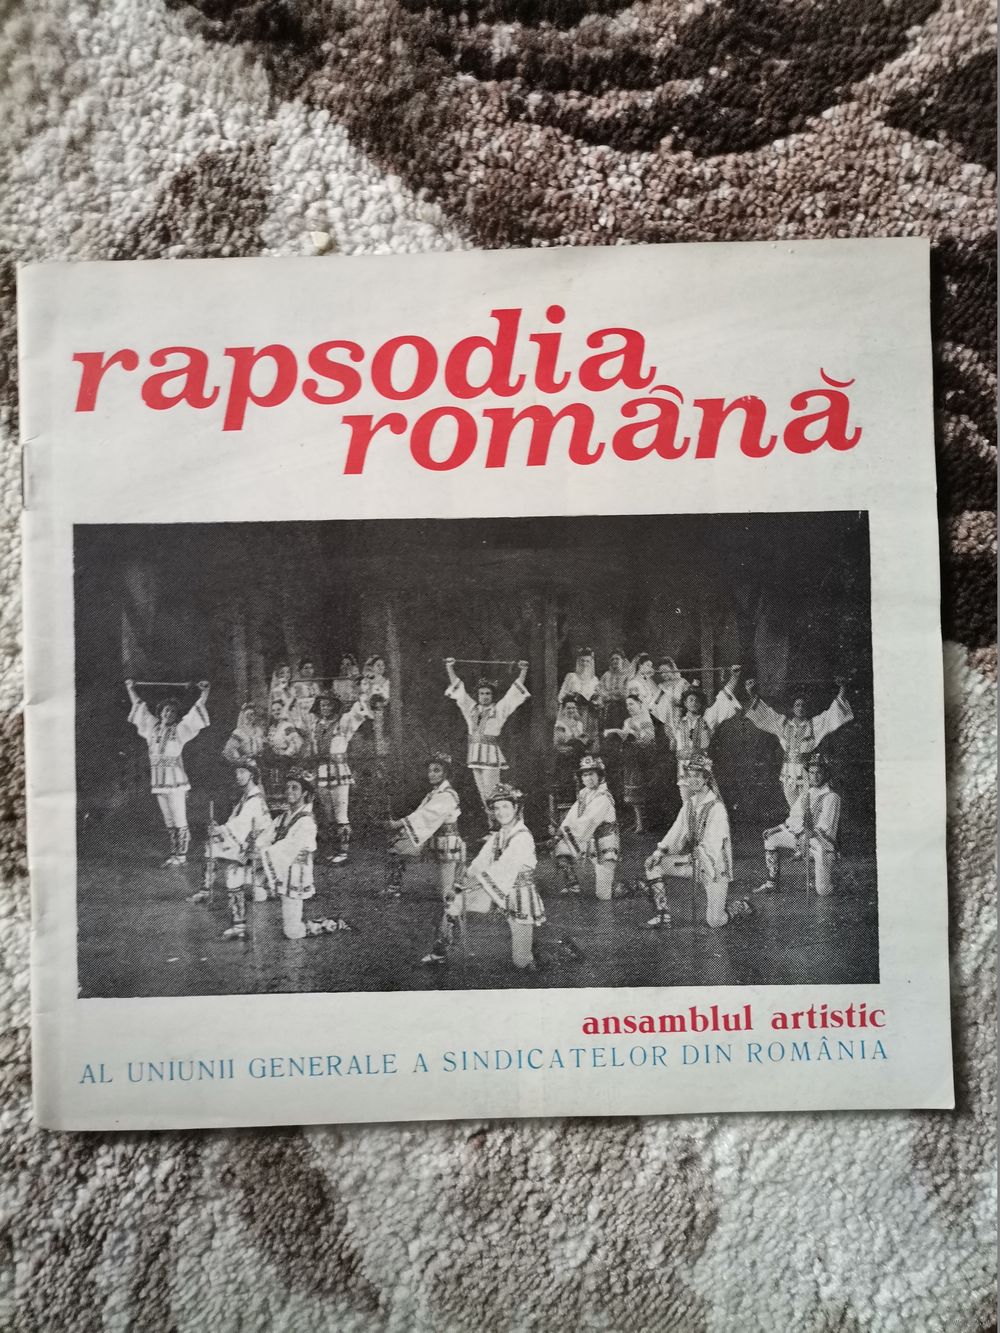 rapsodia
română
ansamblul artistic
AL UNIUNII GENERALE A SINDICATELOR DIN ROMÂNIA